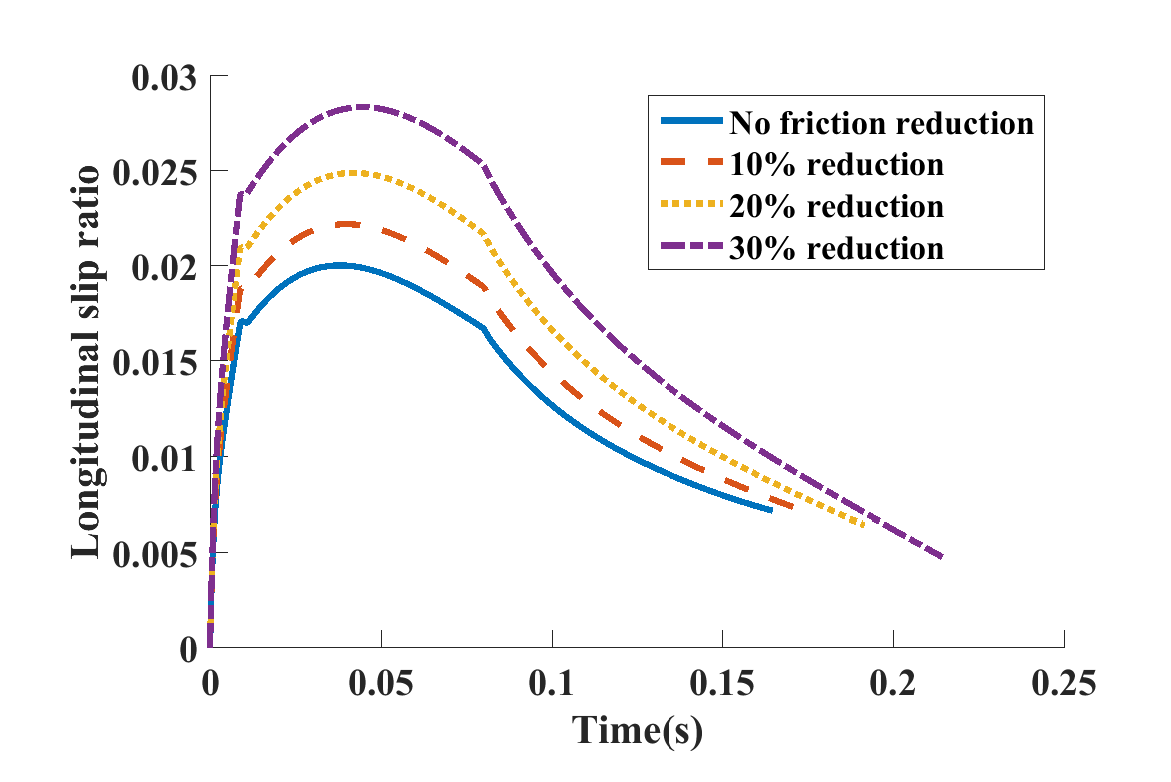 0.03
0.025
0.02
0.015
0.01
0.005
0
Longitudinal slip ratio
No friction reduction
10% reduction
20% reduction
30% reduction
0 0.05 0.1 0.15 0.2 0.25
Time(s)